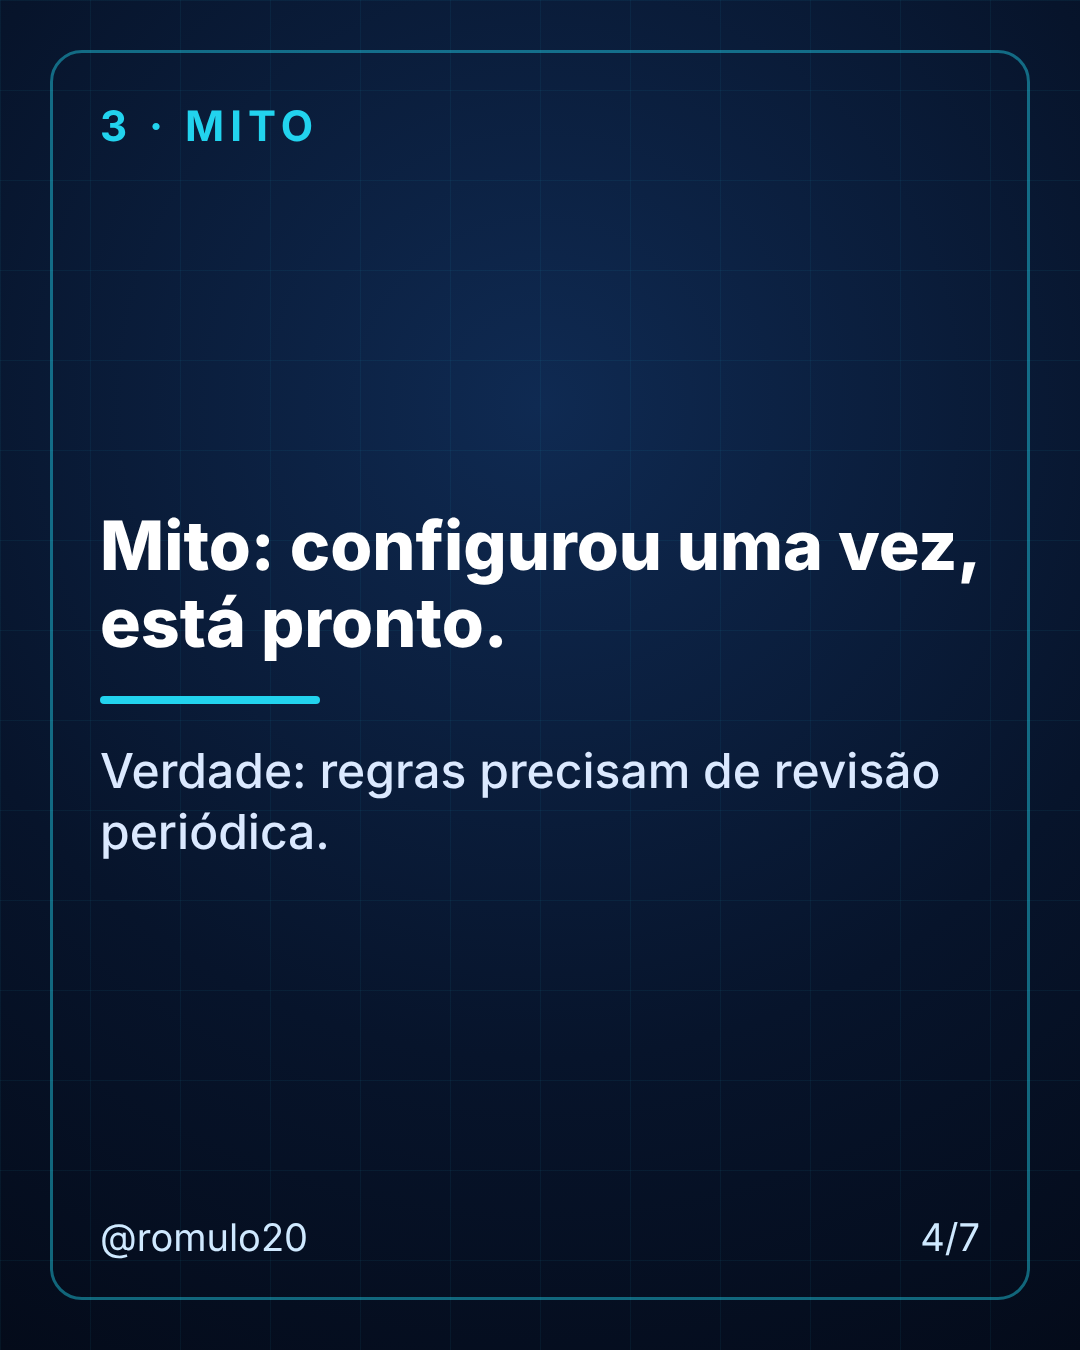 3 · MITO
Mito: configurou uma vez,
está pronto.
Verdade: regras precisam de revisão
periódica.
@romulo20
4/7